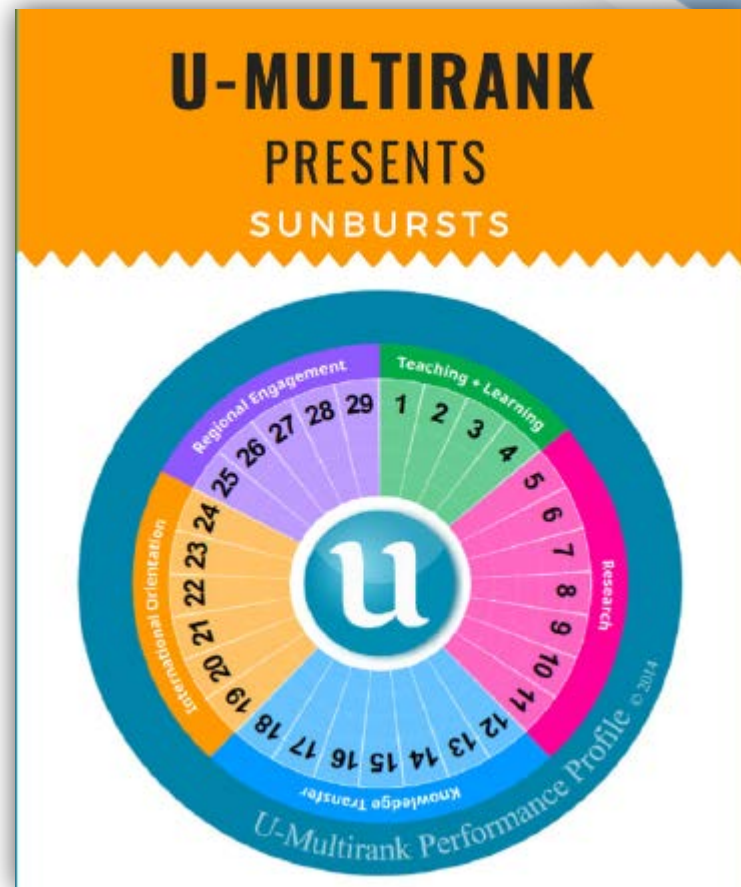 U-MULTIRANK
PRESENTS
SUNBURSTS
Teaching + Learning
1
2
3
4
Research
5
6
7
8
9
10
11
Knowledge Transfer
12
13
14
15
16
17
18
International Orientation
19
20
21
22
23
24
Regional Engagement
25
26
27
28
29
u
U-Multirank Performance Profile © 2014